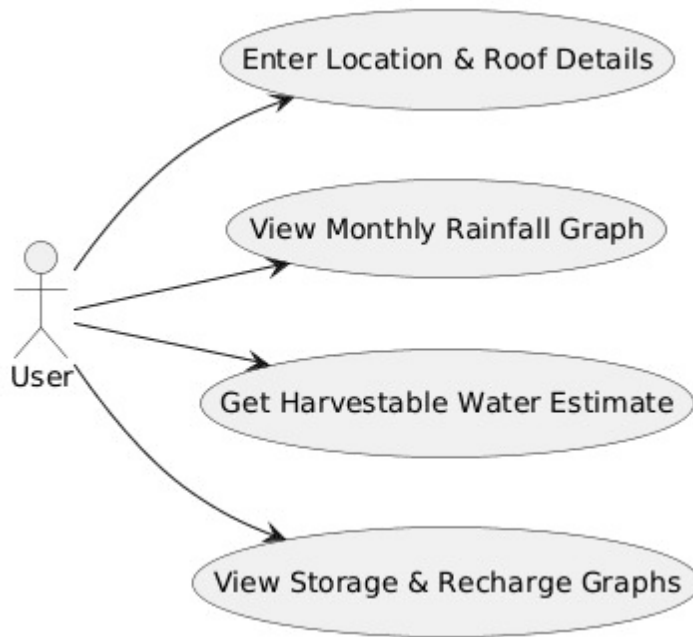 Enter Location & Roof Details
View Monthly Rainfall Graph
User
Get Harvestable Water Estimate
View Storage & Recharge Graphs